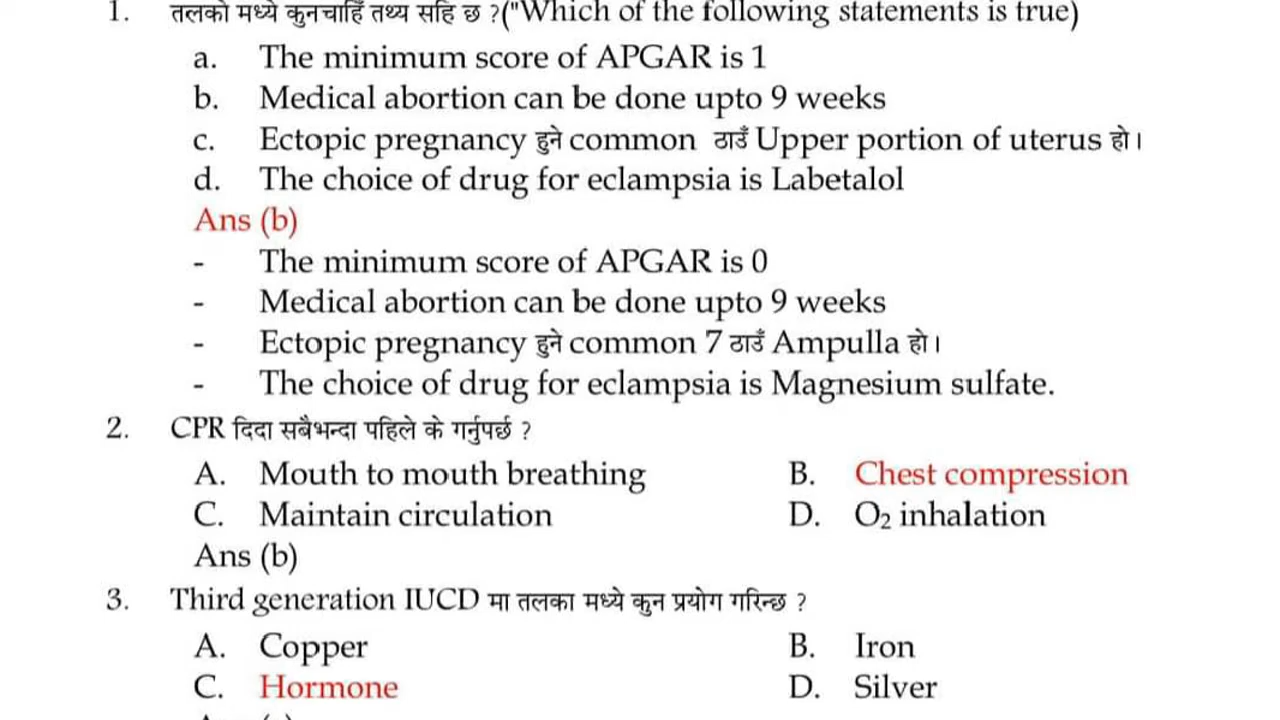 1. तलको मध्ये कुनचाहिँ तथ्य सहि छ ?("Which of the following statements is true)
a. The minimum score of APGAR is 1
b. Medical abortion can be done upto 9 weeks
c. Ectopic pregnancy हुने common ठाउँ Upper portion of uterus हो।
d. The choice of drug for eclampsia is Labetalol
Ans (b)
- The minimum score of APGAR is 0
- Medical abortion can be done upto 9 weeks
- Ectopic pregnancy हुने common 7 ठाउँ Ampulla हो।
- The choice of drug for eclampsia is Magnesium sulfate.
2. CPR दिदा सबैभन्दा पहिले के गर्नुपर्छ ?
A. Mouth to mouth breathing B. Chest compression
C. Maintain circulation D. O₂ inhalation
Ans (b)
3. Third generation IUCD मा तलका मध्ये कुन प्रयोग गरिन्छ ?
A. Copper B. Iron
C. Hormone D. Silver